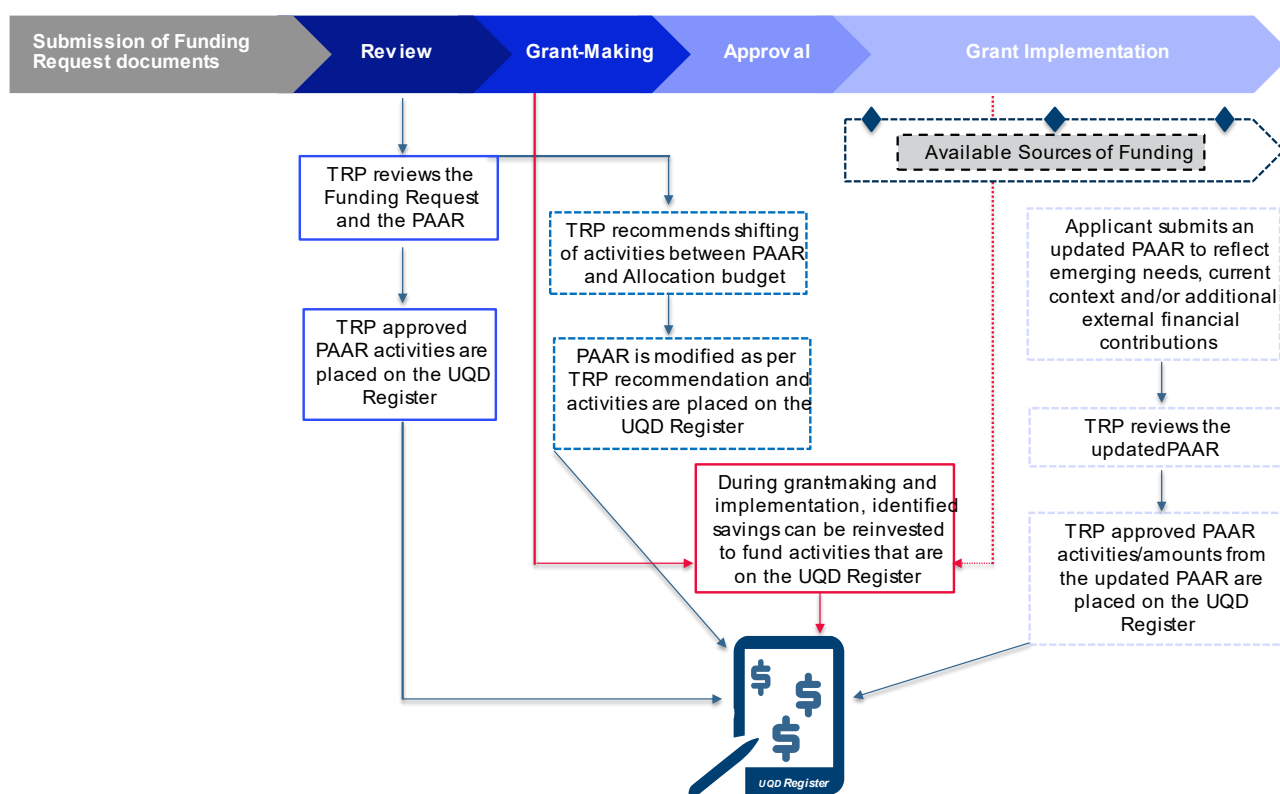 Submission of Funding
Request documents
Review
Grant-Making
Approval
Grant Implementation
Available Sources of Funding
TRP reviews the
Funding Request
and the PAAR
TRP recommends shifting
of activities between PAAR
and Allocation budget
Applicant submits an
updated PAAR to reflect
emerging needs, current
context and/or additional
external financial
contributions
TRP approved
PAAR activities are
placed on the UQD
Register
PAAR is modified as per
TRP recommendation and
activities are placed on the
UQD Register
TRP reviews the
updatedPAAR
During grant-making and
implementation, identified
savings can be reinvested
to fund activities that are
on the UQD Register
TRP approved PAAR
activities/amounts from
the updated PAAR are
placed on the UQD
Register
$
$
$
UQD Register